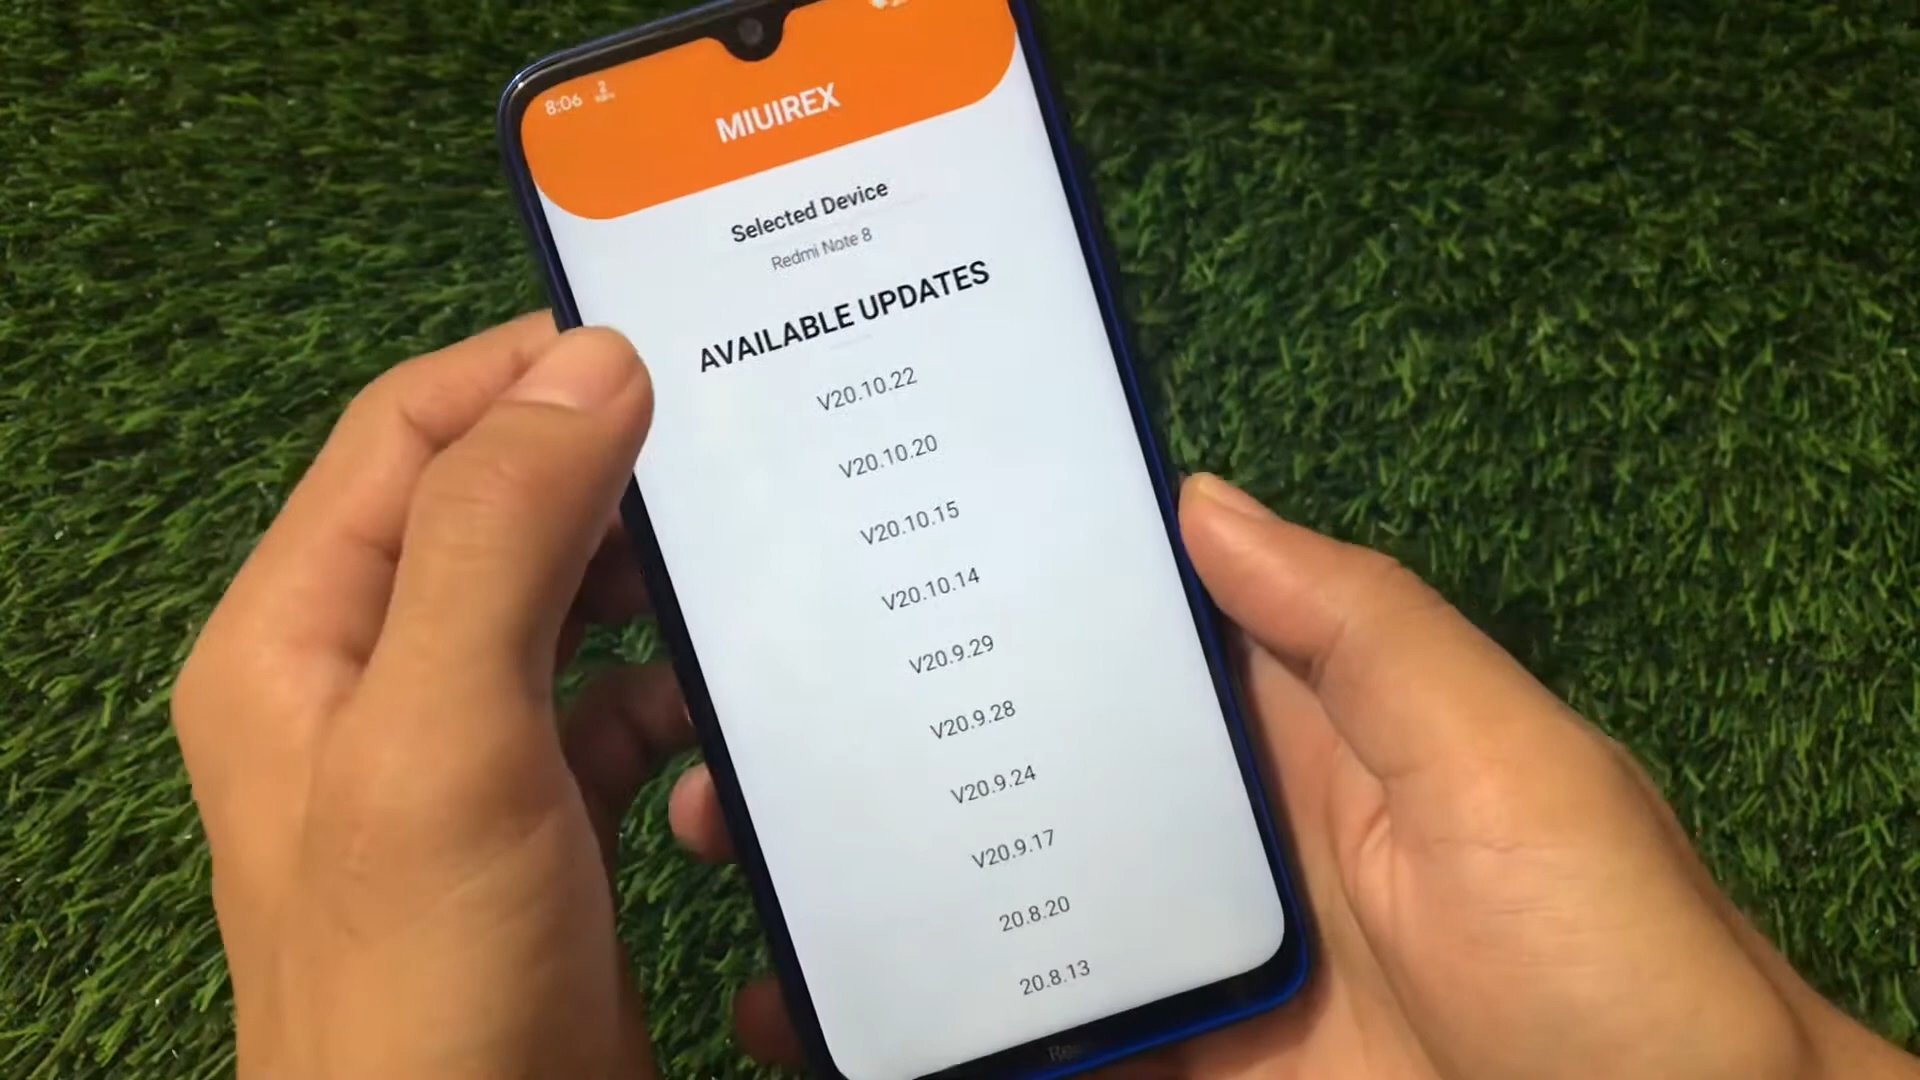 8:06
MIUIREX
Selected Device
Redmi Note 8
AVAILABLE UPDATES
V20.10.22
V20.10.20
V20.10.15
V20.10.14
V20.9.29
V20.9.28
V20.9.24
V20.9.17
20.8.20
20.8.13